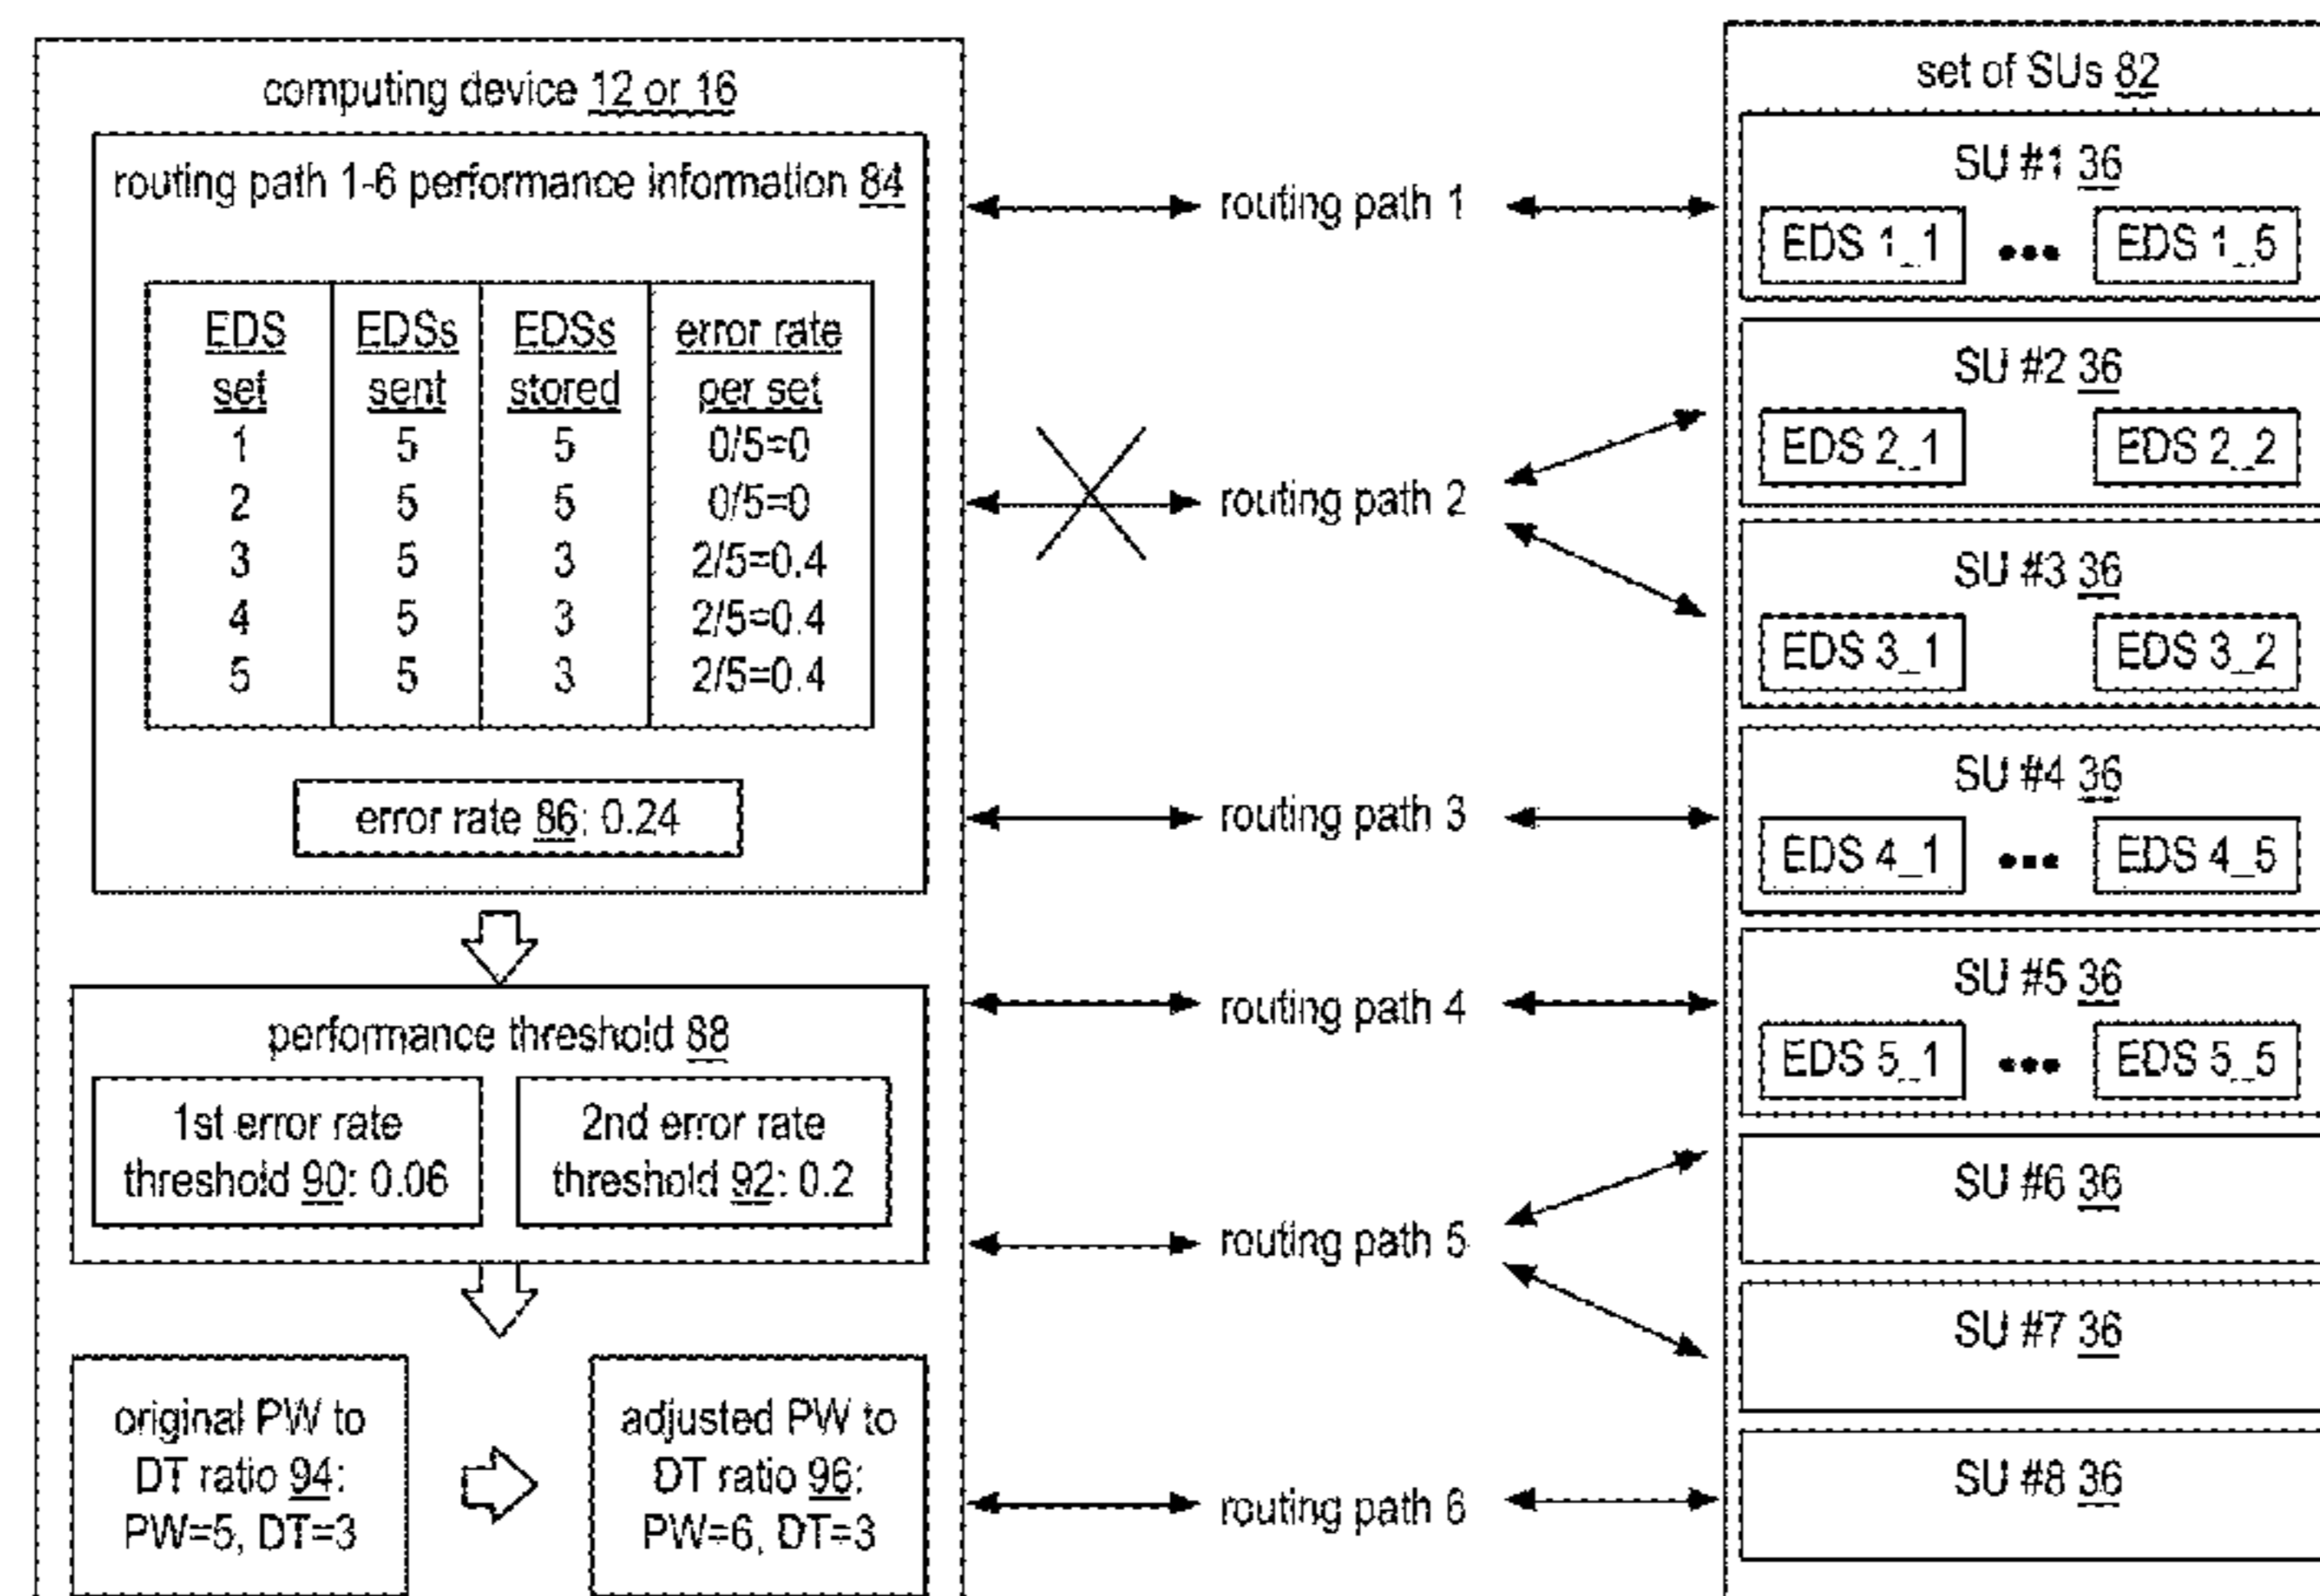 computing device 12 or 16
routing path 1-6 performance information 84
EDS set
EDSs sent
EDSs stored
error rate per set
1 5 5 0/5=0
2 5 5 0/5=0
3 5 3 2/5=0.4
4 5 3 2/5=0.4
5 5 3 2/5=0.4
error rate 86: 0.24
performance threshold 88
1st error rate
threshold 90: 0.06
2nd error rate
threshold 92: 0.2
original PW to
DT ratio 94:
PW=5, DT=3
adjusted PW to
DT ratio 96:
PW=6, DT=3
routing path 1
routing path 2
routing path 3
routing path 4
routing path 5
routing path 6
set of SUs 82
SU #1 36
EDS 1_1 ••• EDS 1_5
SU #2 36
EDS 2_1 EDS 2_2
SU #3 36
EDS 3_1 EDS 3_2
SU #4 36
EDS 4_1 ••• EDS 4_5
SU #5 36
EDS 5_1 ••• EDS 5_5
SU #6 36
SU #7 36
SU #8 36